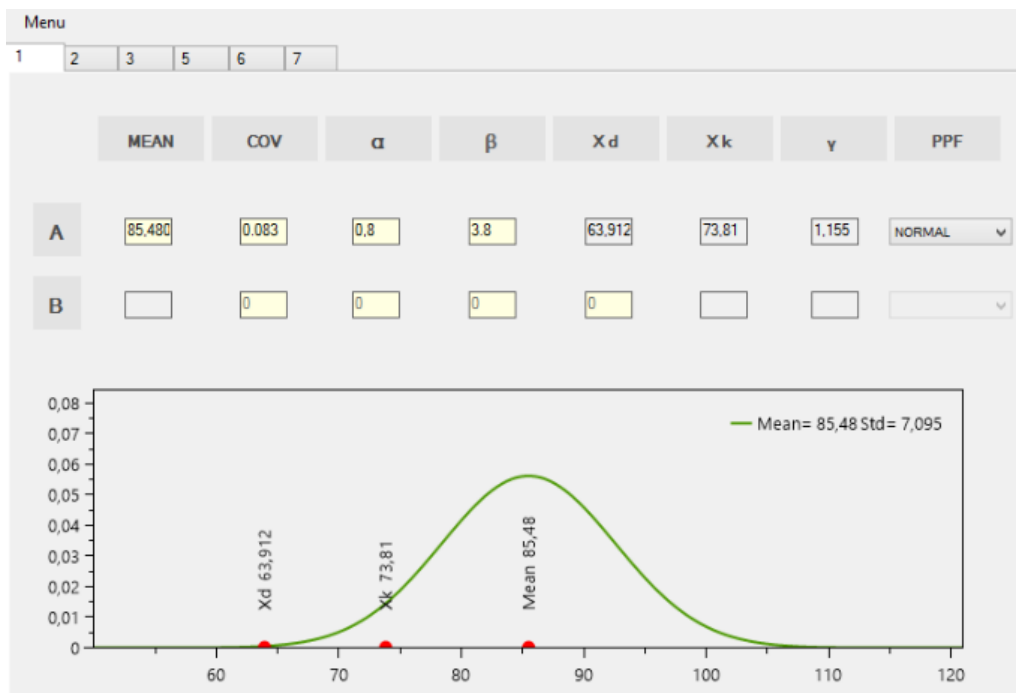 Menu
1 2 3 5 6 7
MEAN COV α β Xd Xk γ PPF
A 85,480 0.083 0,8 3.8 63,912 73,81 1,155 NORMAL
B 0 0 0 0
0,08
0,07
0,06
0,05
0,04
0,03
0,02
0,01
0
Mean= 85,48 Std= 7,095
Xd 63,912
Xk 73,81
Mean 85,48
60 70 80 90 100 110 120